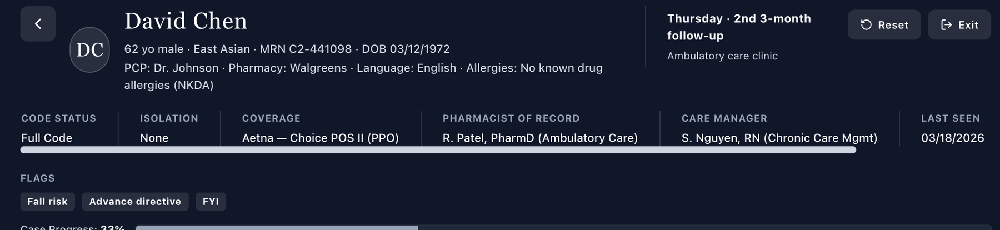 David Chen
DC
62 yo male · East Asian · MRN C2-441098 · DOB 03/12/1972
PCP: Dr. Johnson · Pharmacy: Walgreens · Language: English · Allergies: No known drug
allergies (NKDA)
Thursday · 2nd 3-month
follow-up
Ambulatory care clinic
Reset
Exit
CODE STATUS
Full Code
ISOLATION
None
COVERAGE
Aetna — Choice POS II (PPO)
PHARMACIST OF RECORD
R. Patel, PharmD (Ambulatory Care)
CARE MANAGER
S. Nguyen, RN (Chronic Care Mgmt)
LAST SEEN
03/18/2026
FLAGS
Fall risk
Advance directive
FYI
Case Progress: 33%